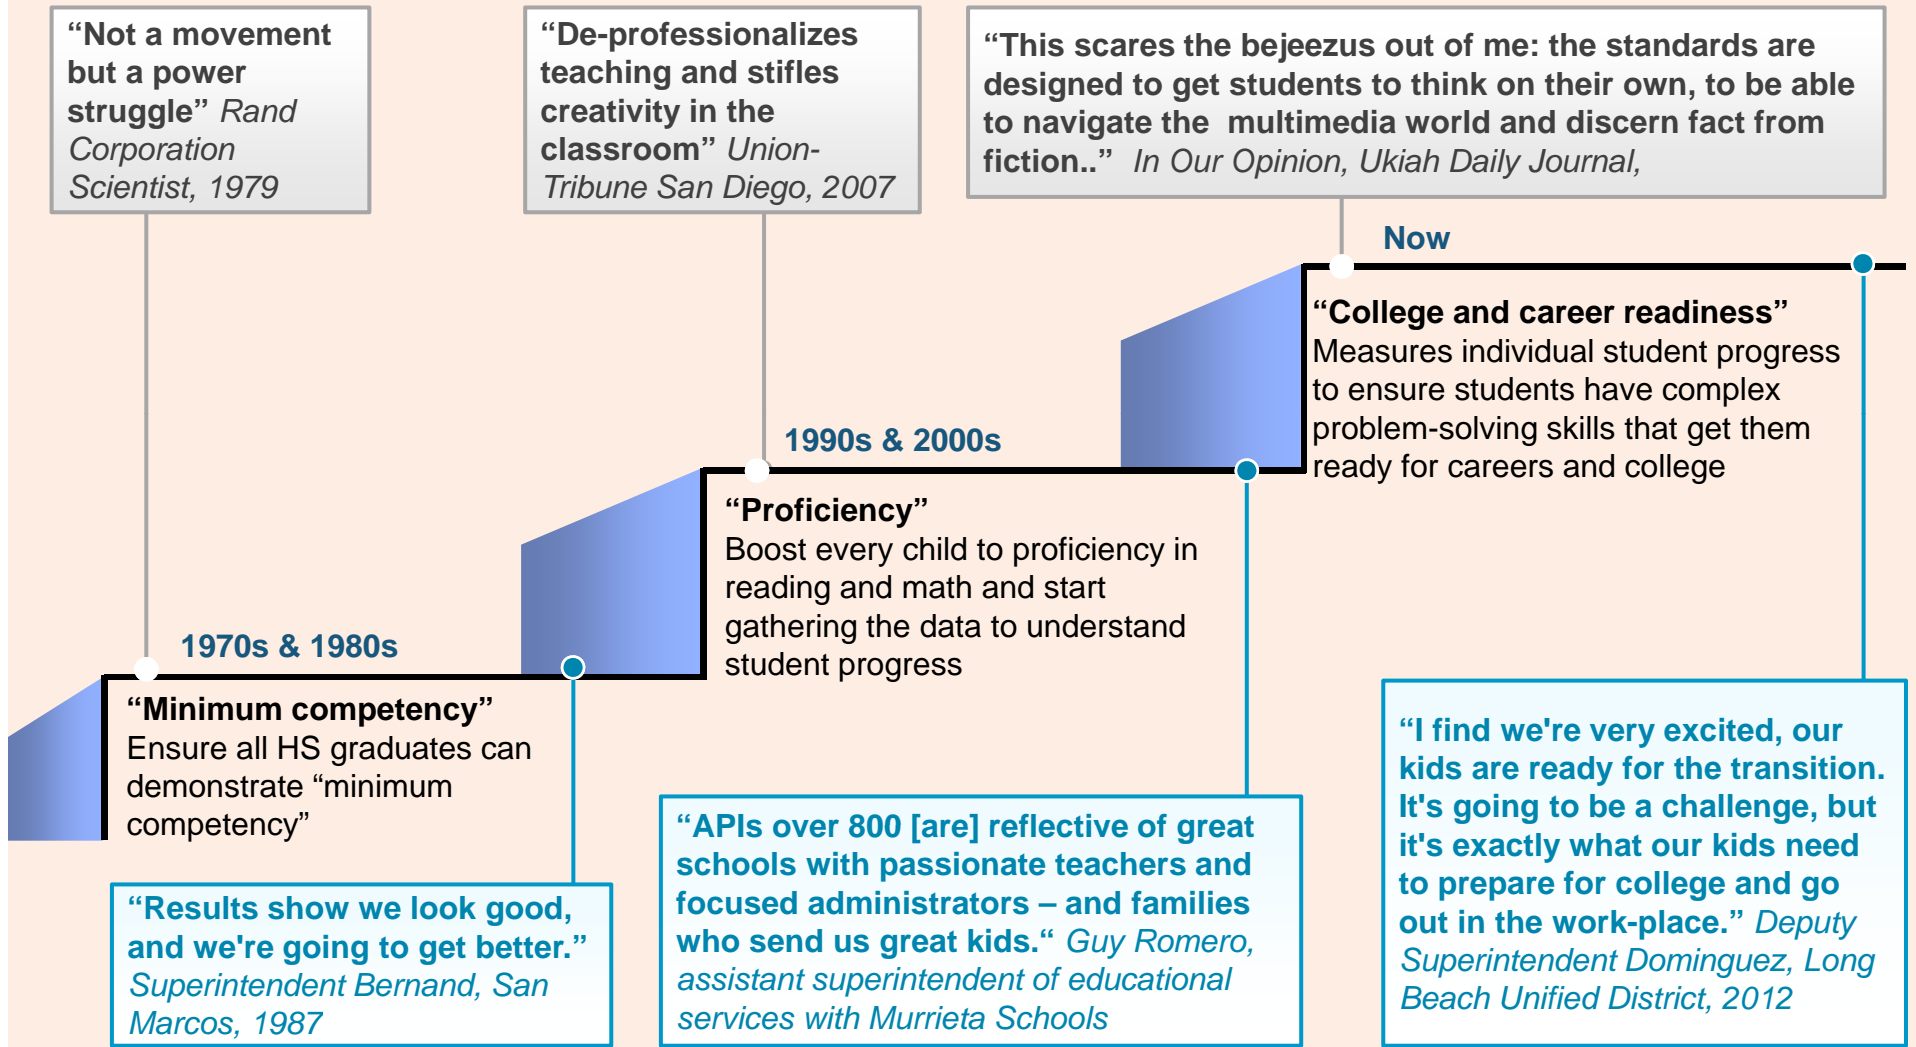 “Not a movement
but a power
struggle” Rand
Corporation
Scientist, 1979
“De-professionalizes
teaching and stifles
creativity in the
classroom” Union-
Tribune San Diego, 2007
“This scares the bejeezus out of me: the standards are
designed to get students to think on their own, to be able
to navigate the  multimedia world and discern fact from
fiction..”  In Our Opinion, Ukiah Daily Journal,
Now
“College and career readiness”
Measures individual student progress
to ensure students have complex
problem-solving skills that get them
ready for careers and college
1990s & 2000s
“Proficiency”
Boost every child to proficiency in
reading and math and start
gathering the data to understand
student progress
1970s & 1980s
“Minimum competency”
Ensure all HS graduates can
demonstrate “minimum
competency”
“Results show we look good,
and we're going to get better.”
Superintendent Bernand, San
Marcos, 1987
“APIs over 800 [are] reflective of great
schools with passionate teachers and
focused administrators – and families
who send us great kids.“ Guy Romero,
assistant superintendent of educational
services with Murrieta Schools
“I find we're very excited, our
kids are ready for the transition.
It's going to be a challenge, but
it's exactly what our kids need
to prepare for college and go
out in the work-place.” Deputy
Superintendent Dominguez, Long
Beach Unified District, 2012